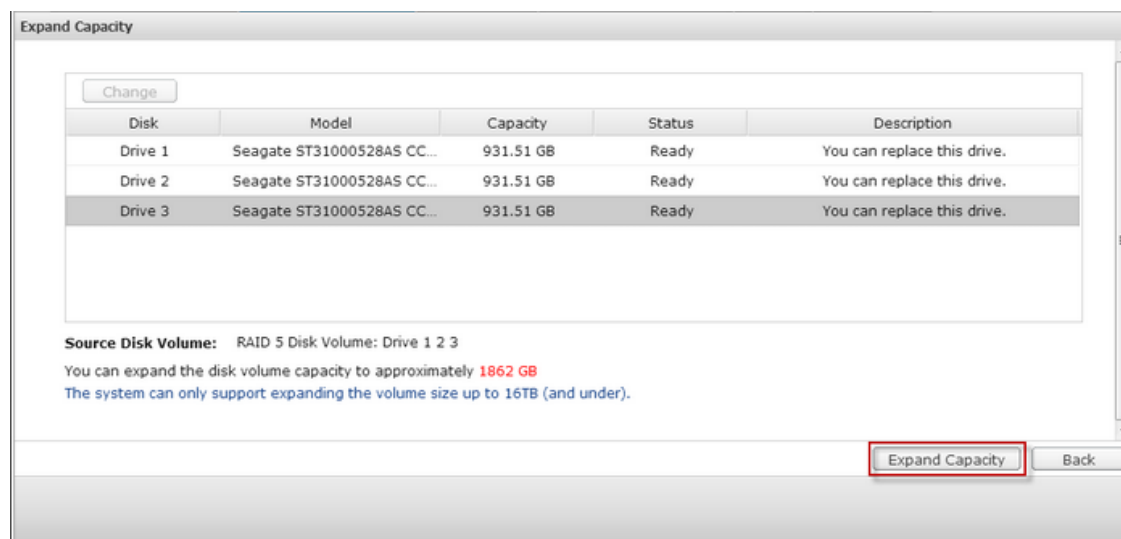 Expand Capacity
Change
Disk Model Capacity Status Description
Drive 1 Seagate ST31000528AS CC... 931.51 GB Ready You can replace this drive.
Drive 2 Seagate ST31000528AS CC... 931.51 GB Ready You can replace this drive.
Drive 3 Seagate ST31000528AS CC... 931.51 GB Ready You can replace this drive.
Source Disk Volume: RAID 5 Disk Volume: Drive 1 2 3
You can expand the disk volume capacity to approximately 1862 GB
The system can only support expanding the volume size up to 16TB (and under).
Expand Capacity Back